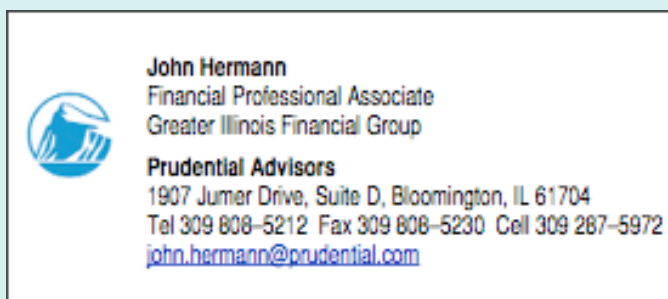 John Hermann
Financial Professional Associate
Greater Illinois Financial Group
Prudential Advisors
1907 Jumer Drive, Suite D, Bloomington, IL 61704
Tel 309 808–5212 Fax 309 808–5230 Cell 309 287–5972
john.hermann@prudential.com